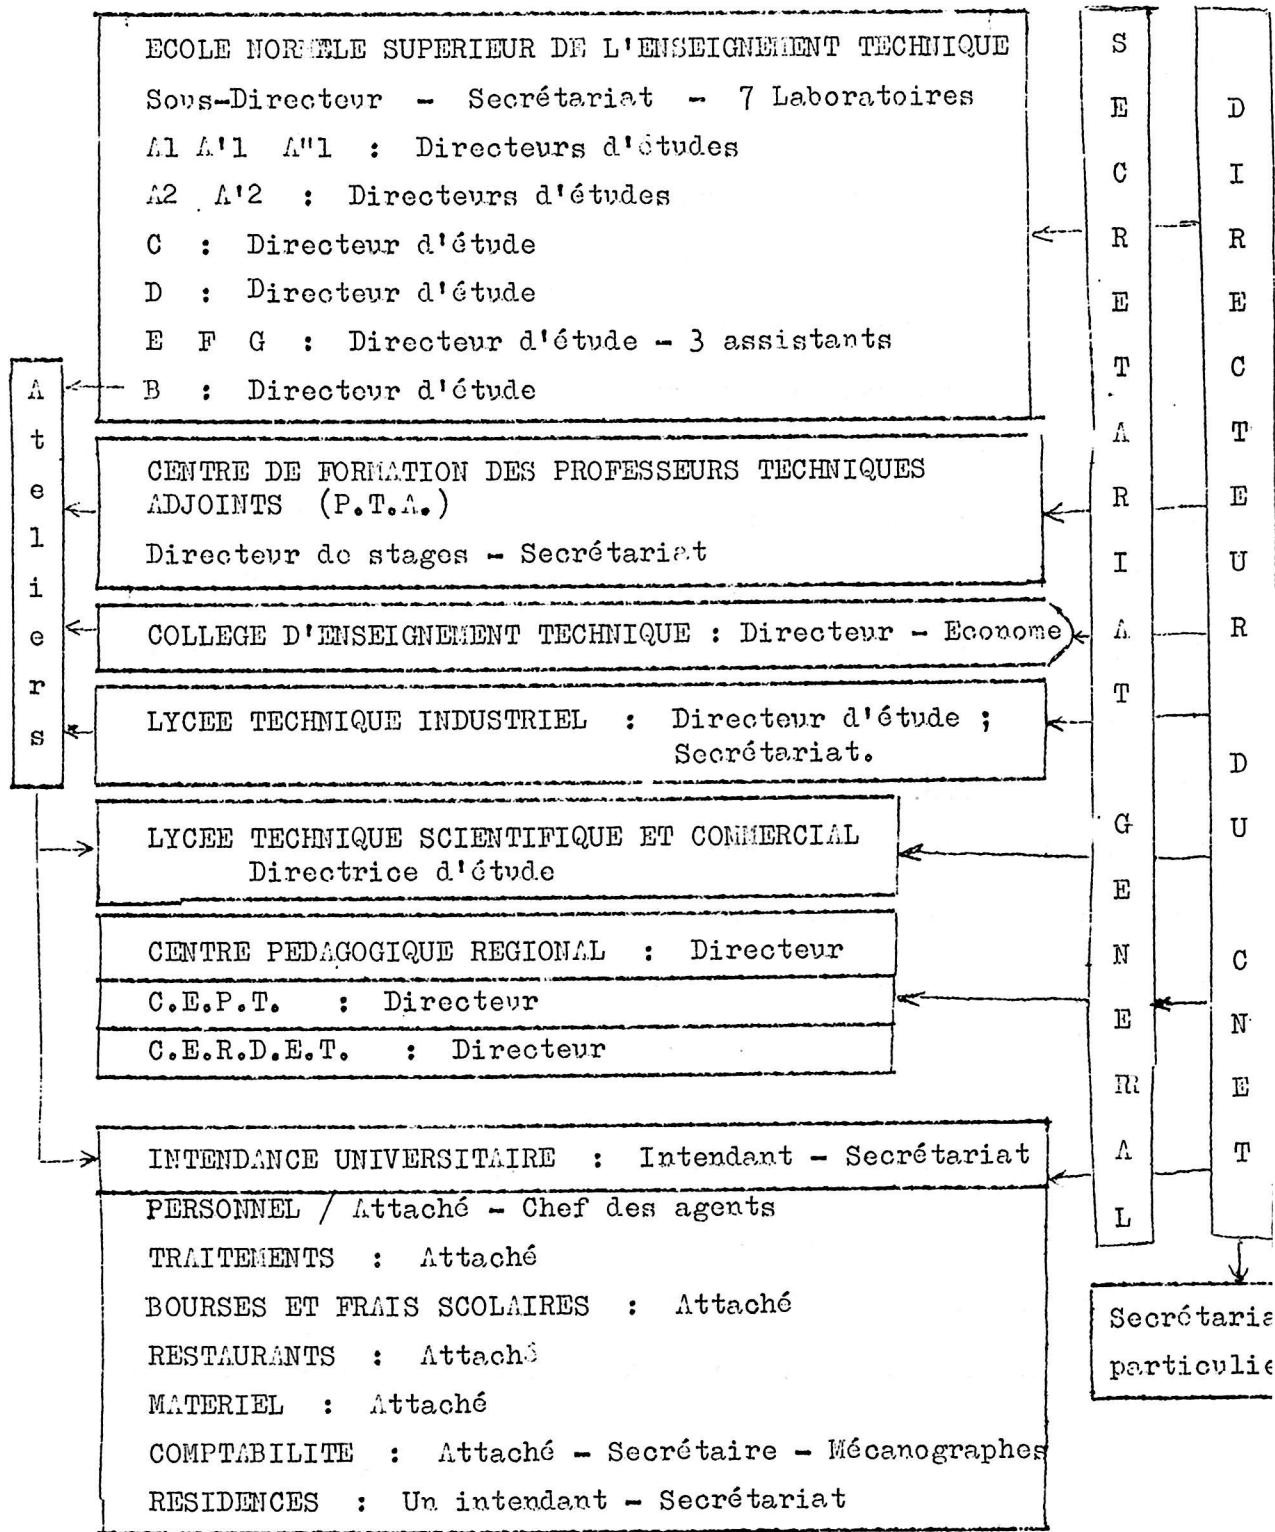 ECOLE NORMELE SUPERIEUR DE L'ENSEIGNEMENT TECHNIQUE
Sous-Directeur - Secrétariat - 7 Laboratoires
A1 A'1 A"1 : Directeurs d'études
A2 A'2 : Directeurs d'études
C : Directeur d'étude
D : Directeur d'étude
E F G : Directeur d'étude - 3 assistants
B : Directeur d'étude
Ateliers
CENTRE DE FORMATION DES PROFESSEURS TECHNIQUES
ADJOINTS (P.T.A.)
Directeur de stages - Secrétariat
COLLEGE D'ENSEIGNEMENT TECHNIQUE : Directeur - Econome
LYCEE TECHNIQUE INDUSTRIEL : Directeur d'étude ;
Secrétariat.
LYCEE TECHNIQUE SCIENTIFIQUE ET COMMERCIAL
Directrice d'étude
CENTRE PEDAGOGIQUE REGIONAL : Directeur
C.E.P.T. : Directeur
C.E.R.D.E.T. : Directeur
INTENDANCE UNIVERSITAIRE : Intendant - Secrétariat
PERSONNEL / Attaché - Chef des agents
TRAITEMENTS : Attaché
BOURSES ET FRAIS SCOLAIRES : Attaché
RESTAURANTS : Attaché
MATERIEL : Attaché
COMPTABILITE : Attaché - Secrétaire - Mécanographes
RESIDENCES : Un intendant - Secrétariat
SECRETARIAT GENERAL
DIRECTEUR DU CNET
Secrétaria
particulie